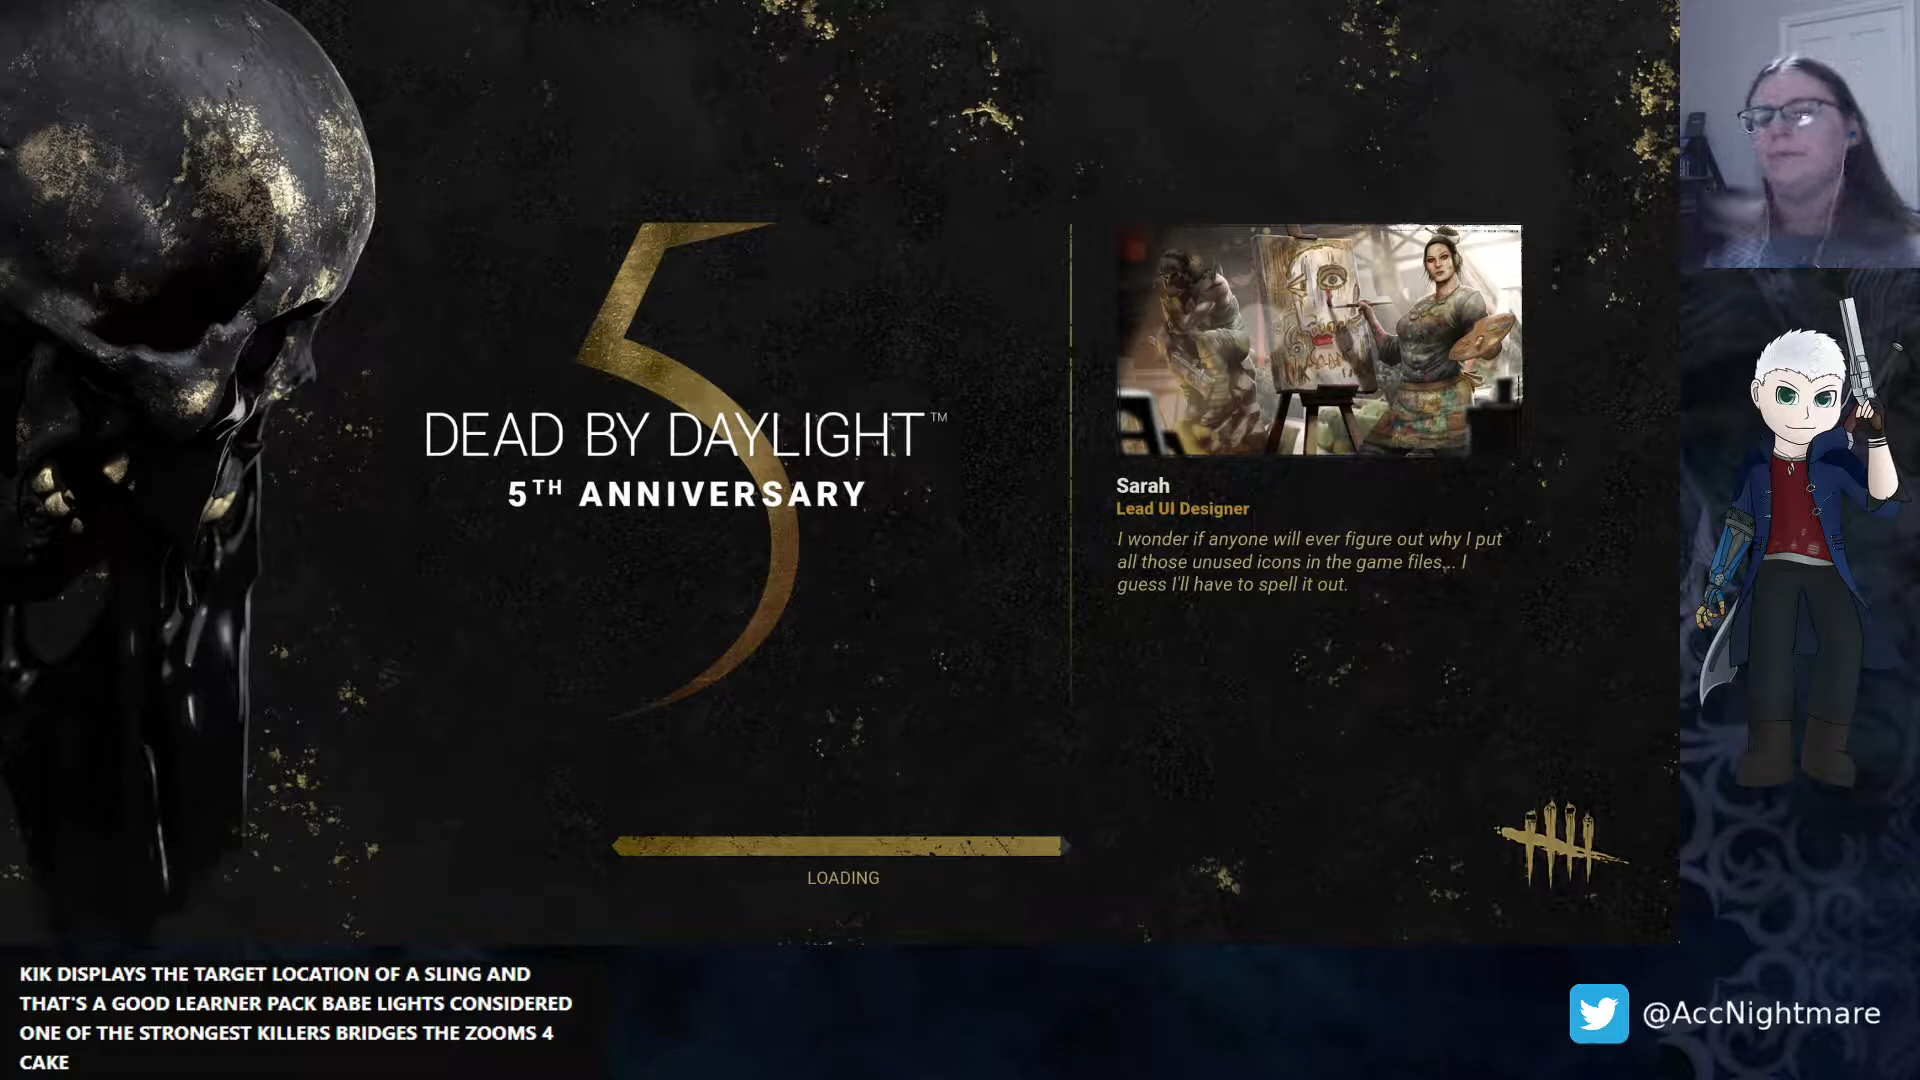 DEAD BY DAYLIGHT™
5TH ANNIVERSARY
Sarah
Lead UI Designer
I wonder if anyone will ever figure out why I put
all those unused icons in the game files... I
guess I'll have to spell it out.
LOADING
KIK DISPLAYS THE TARGET LOCATION OF A SLING AND
THAT'S A GOOD LEARNER PACK BABE LIGHTS CONSIDERED
ONE OF THE STRONGEST KILLERS BRIDGES THE ZOOMS 4
CAKE
@AccNightmare